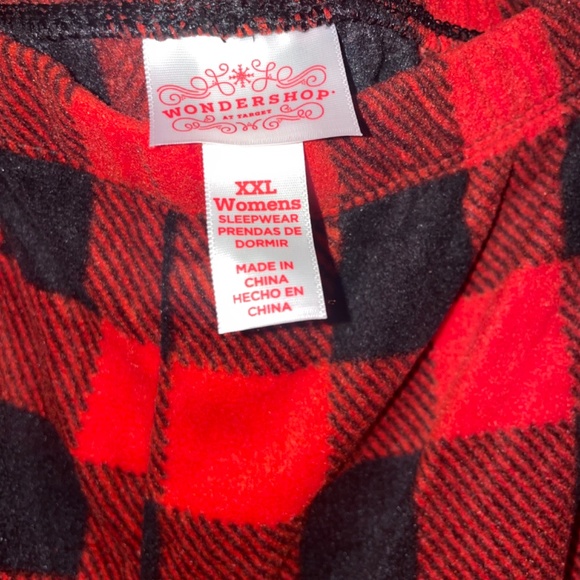 WONDERSHOP
AT TARGET
XXL
Womens
SLEEPWEAR
PRENDAS DE
DORMIR
MADE IN
CHINA
HECHO EN
CHINA